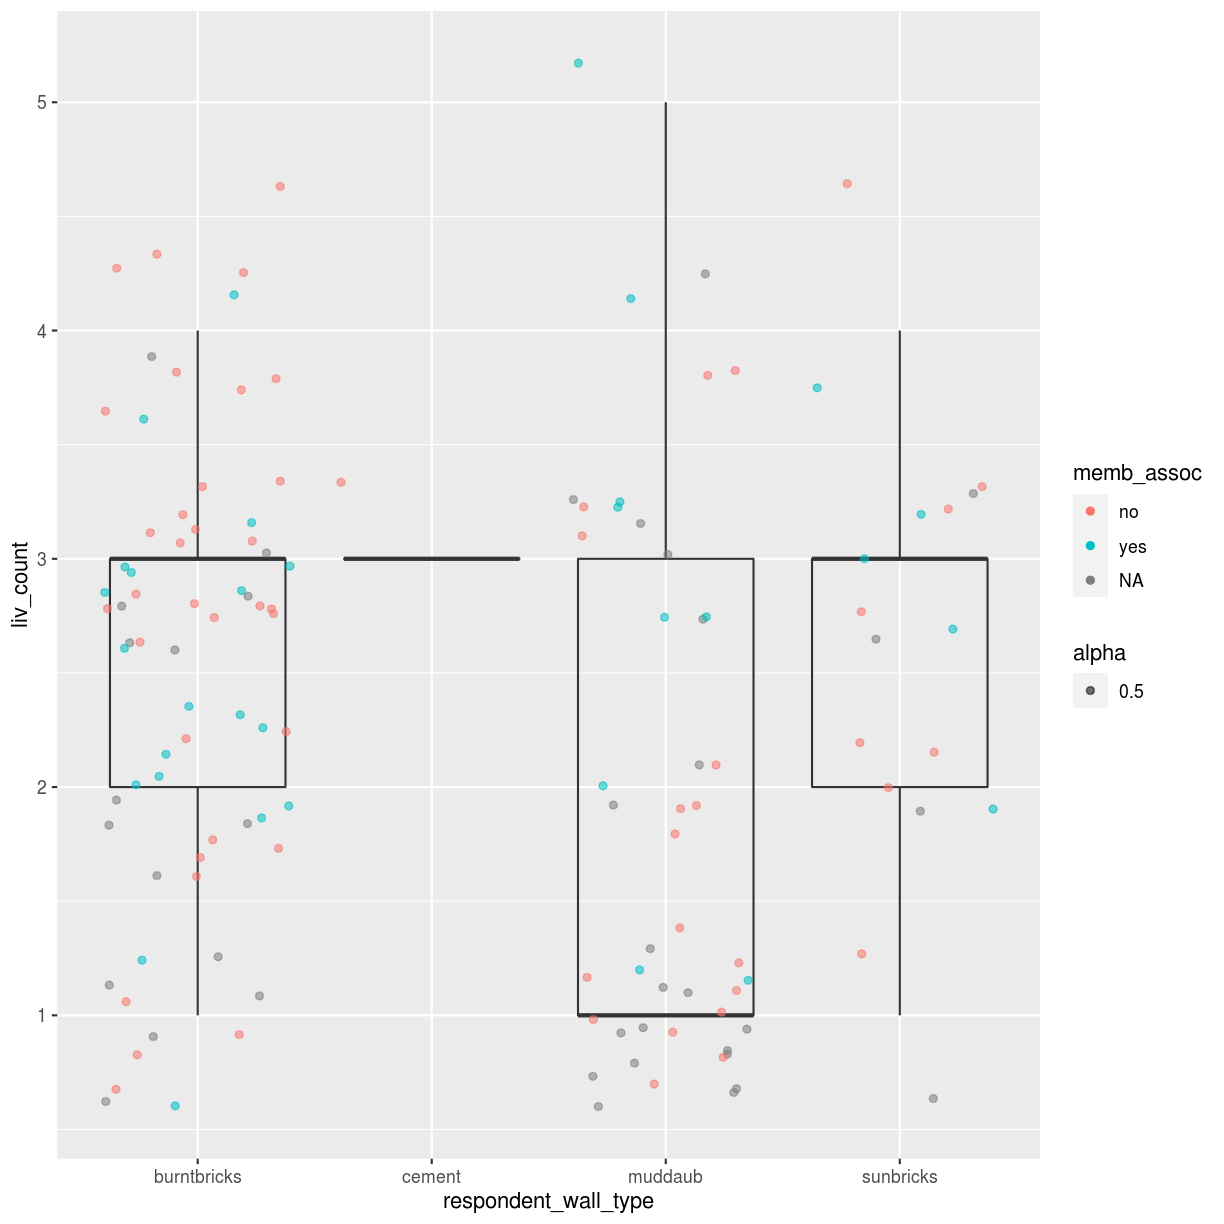 5
4
3
2
1
liv_count
burntbricks cement muddaub sunbricks
respondent_wall_type
memb_assoc
no
yes
NA
alpha
0.5